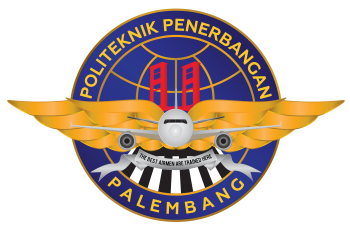 POLITEKNIK PENERBANGAN
THE BEST AIRMEN ARE TRAINED HERE
PALEMBANG